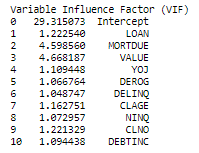 Variable Influence Factor (VIF)
0 29.315073 Intercept
1 1.222540 LOAN
2 4.598560 MORTDUE
3 4.668187 VALUE
4 1.109448 YOJ
5 1.066764 DEROG
6 1.048747 DELINQ
7 1.162751 CLAGE
8 1.072957 NINQ
9 1.221329 CLNO
10 1.094438 DEBTINC